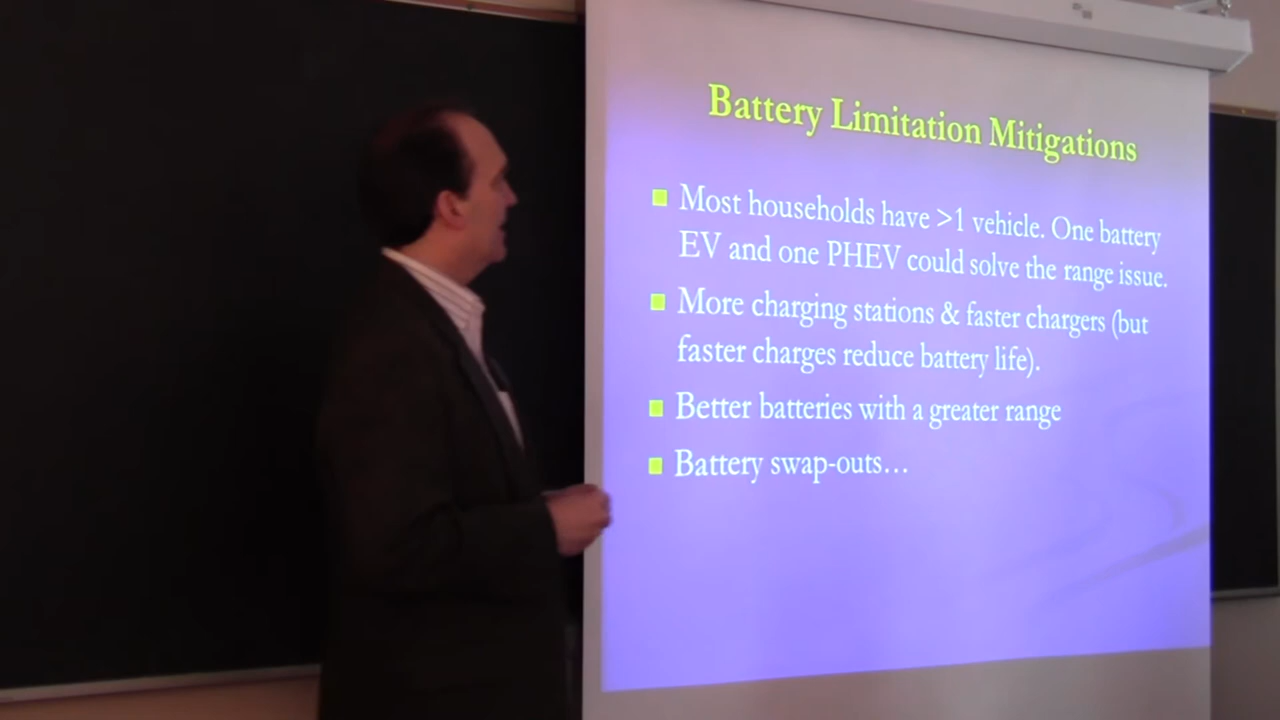 Battery Limitation Mitigations
Most households have >1 vehicle. One battery
EV and one PHEV could solve the range issue.
More charging stations & faster chargers (but
faster charges reduce battery life).
Better batteries with a greater range
Battery swap-outs…